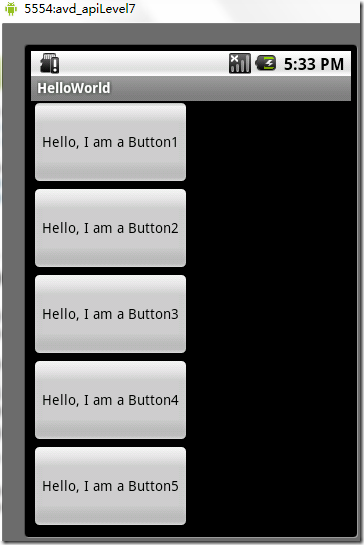 5554:avd_apiLevel7
5:33 PM
HelloWorld
Hello, I am a Button1
Hello, I am a Button2
Hello, I am a Button3
Hello, I am a Button4
Hello, I am a Button5